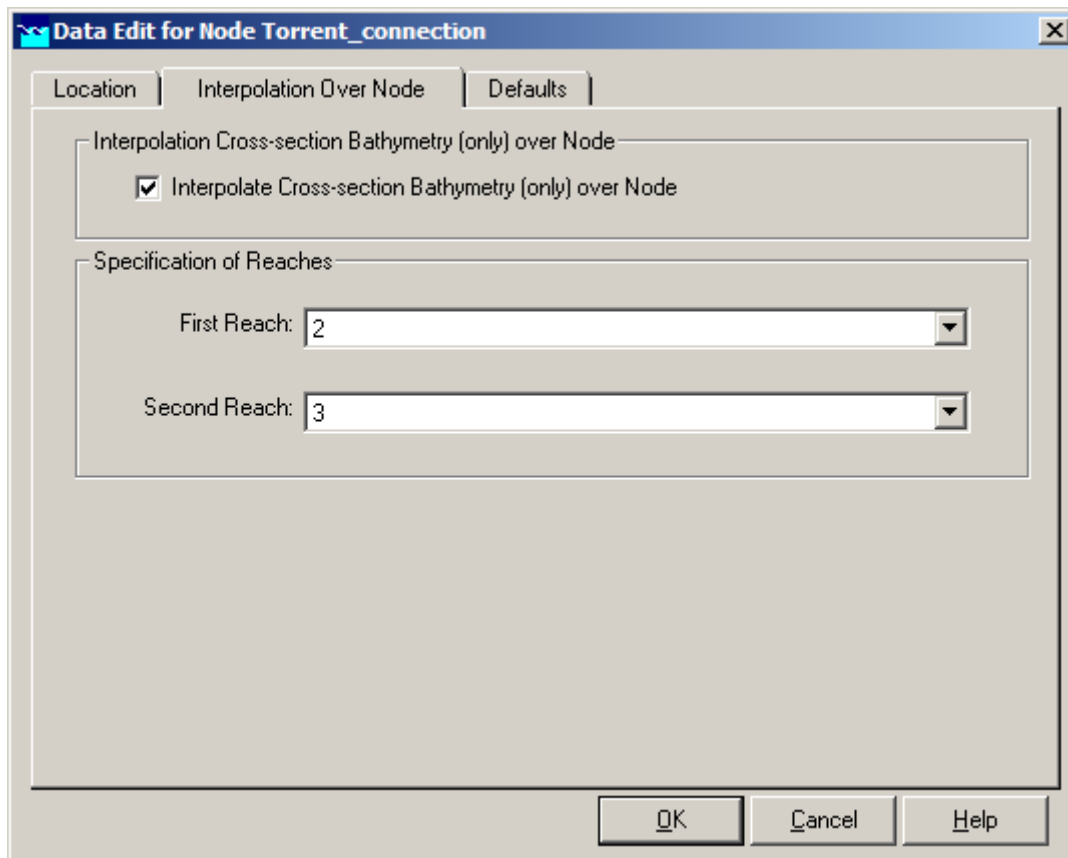 Data Edit for Node Torrent_connection
Location
Interpolation Over Node
Defaults
Interpolation Cross-section Bathymetry (only) over Node
Interpolate Cross-section Bathymetry (only) over Node
Specification of Reaches
First Reach: 2
Second Reach: 3
OK
Cancel
Help